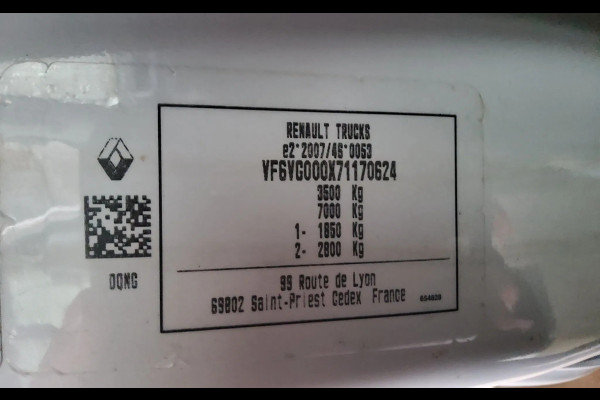 RENAULT TRUCKS
e2*2007/46*0053
VF6VG000X71170624
3500 Kg
7000 Kg
1- 1850 Kg
2- 2800 Kg
DQNG
99 Route de Lyon
69802 Saint-Priest Cedex France